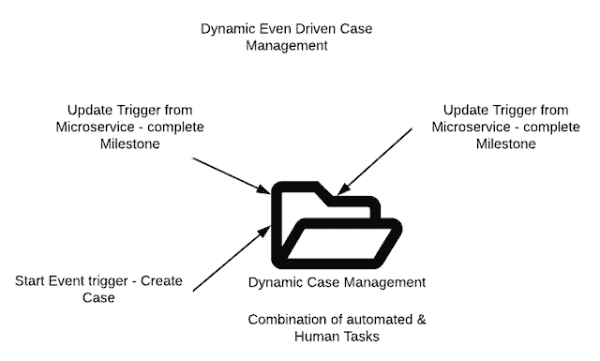 Dynamic Even Driven Case
Management
Update Trigger from
Microservice - complete
Milestone
Update Trigger from
Microservice - complete
Milestone
Start Event trigger - Create
Case
Dynamic Case Management
Combination of automated &
Human Tasks